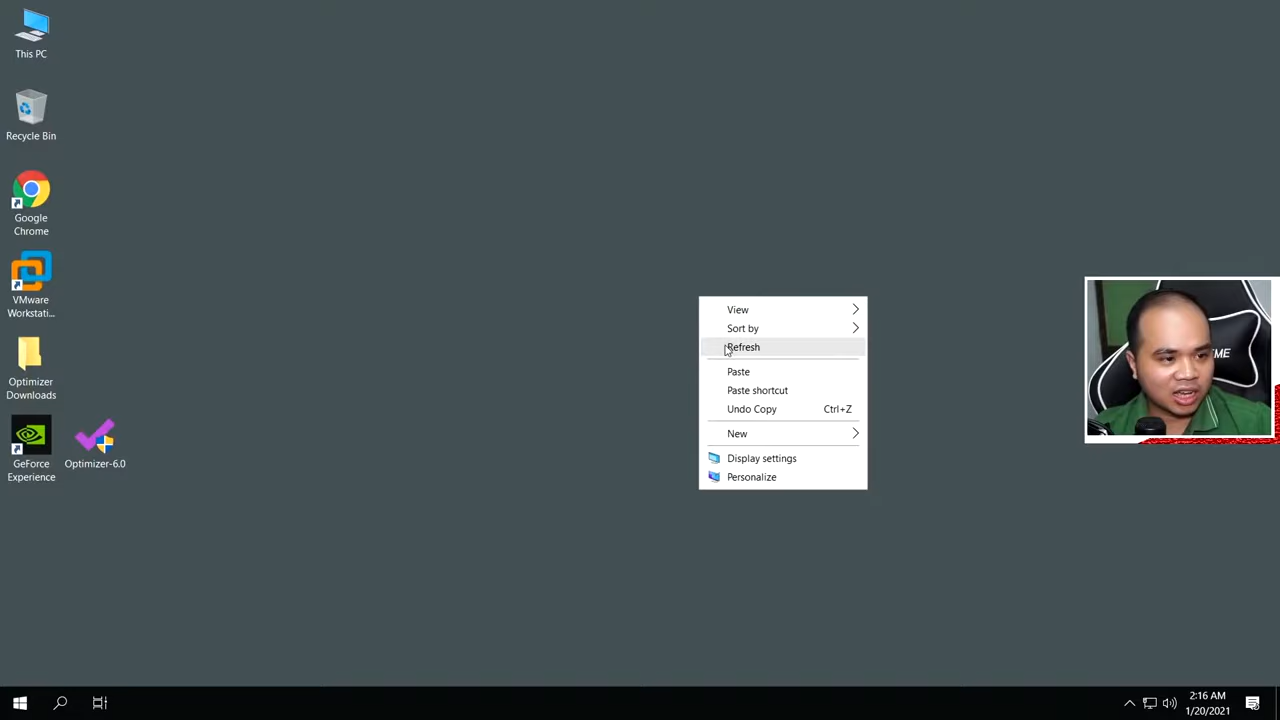 This PC
Recycle Bin
Google
Chrome
VMware
Workstati...
Optimizer
Downloads
GeForce
Experience
Optimizer-6.0
View
Sort by
Refresh
Paste
Paste shortcut
Undo Copy Ctrl+Z
New
Display settings
Personalize
2:16 AM
1/20/2021